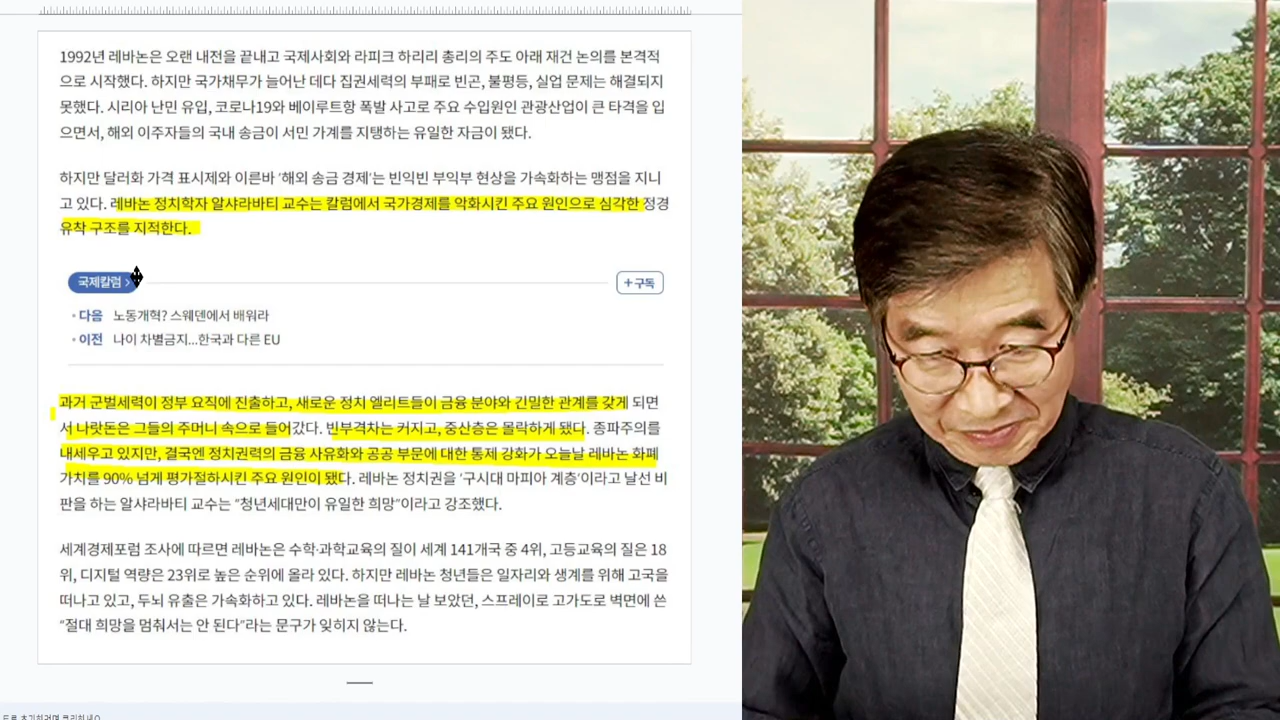 1992년 레바논은 오랜 내전을 끝내고 국제사회와 라피크 하리리 총리의 주도 아래 재건 논의를 본격적
으로 시작했다. 하지만 국가채무가 늘어난 데다 집권세력의 부패로 빈곤, 불평등, 실업 문제는 해결되지
못했다. 시리아 난민 유입, 코로나19와 베이루트항 폭발 사고로 주요 수입원인 관광산업이 큰 타격을 입
으면서, 해외 이주자들의 국내 송금이 서민 가계를 지탱하는 유일한 자금이 됐다.
하지만 달러화 가격 표시제와 이른바 ‘해외 송금 경제’는 빈익빈 부익부 현상을 가속화하는 맹점을 지니
고 있다. 레바논 정치학자 알샤라바티 교수는 칼럼에서 국가경제를 악화시킨 주요 원인으로 심각한 정경
유착 구조를 지적한다.
국제칼럼 >
+ 구독
• 다음 노동개혁? 스웨덴에서 배워라
• 이전 나이 차별금지...한국과 다른 EU
과거 군벌세력이 정부 요직에 진출하고, 새로운 정치 엘리트들이 금융 분야와 긴밀한 관계를 갖게 되면
서 나랏돈은 그들의 주머니 속으로 들어갔다. 빈부격차는 커지고, 중산층은 몰락하게 됐다. 종파주의를
내세우고 있지만, 결국엔 정치권력의 금융 사유화와 공공 부문에 대한 통제 강화가 오늘날 레바논 화폐
가치를 90% 넘게 평가절하시킨 주요 원인이 됐다. 레바논 정치권을 ‘구시대 마피아 계층’이라고 날선 비
판을 하는 알샤라바티 교수는 “청년세대만이 유일한 희망”이라고 강조했다.
세계경제포럼 조사에 따르면 레바논은 수학·과학교육의 질이 세계 141개국 중 4위, 고등교육의 질은 18
위, 디지털 역량은 23위로 높은 순위에 올라 있다. 하지만 레바논 청년들은 일자리와 생계를 위해 고국을
떠나고 있고, 두뇌 유출은 가속화하고 있다. 레바논을 떠나는 날 보았던, 스프레이로 고가도로 벽면에 쓴
“절대 희망을 멈춰서는 안 된다”라는 문구가 잊히지 않는다.